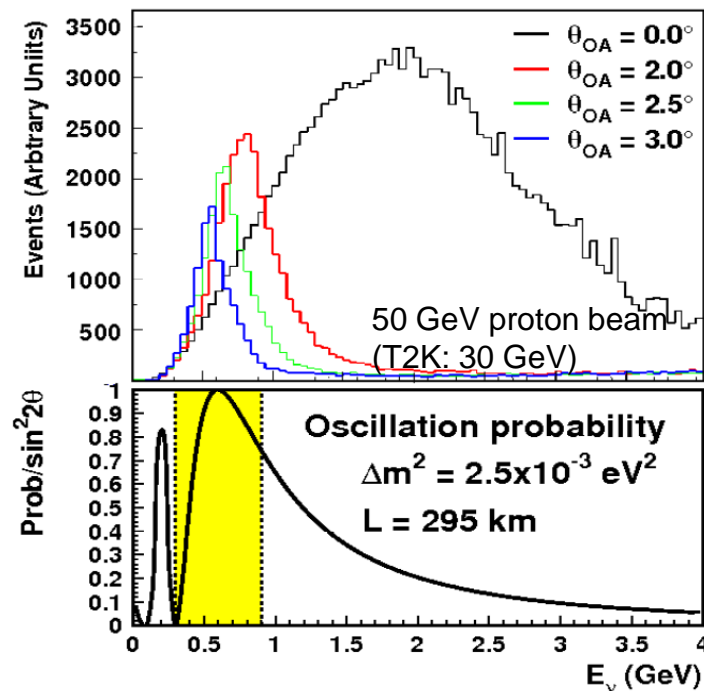 3500
3000
2500
2000
1500
1000
500
Events (Arbtrary Uniits)
θOA = 0.0°
θOA = 2.0°
θOA = 2.5°
θOA = 3.0°
50 GeV proton beam
(T2K: 30 GeV)
1
0.9
0.8
0.7
0.6
0.5
0.4
0.3
0.2
0.1
0
Prob/sin²2θ
Oscillation probability
Δm² = 2.5x10⁻³ eV²
L = 295 km
0 0.5 1 1.5 2 2.5 3 3.5 4
Eν (GeV)